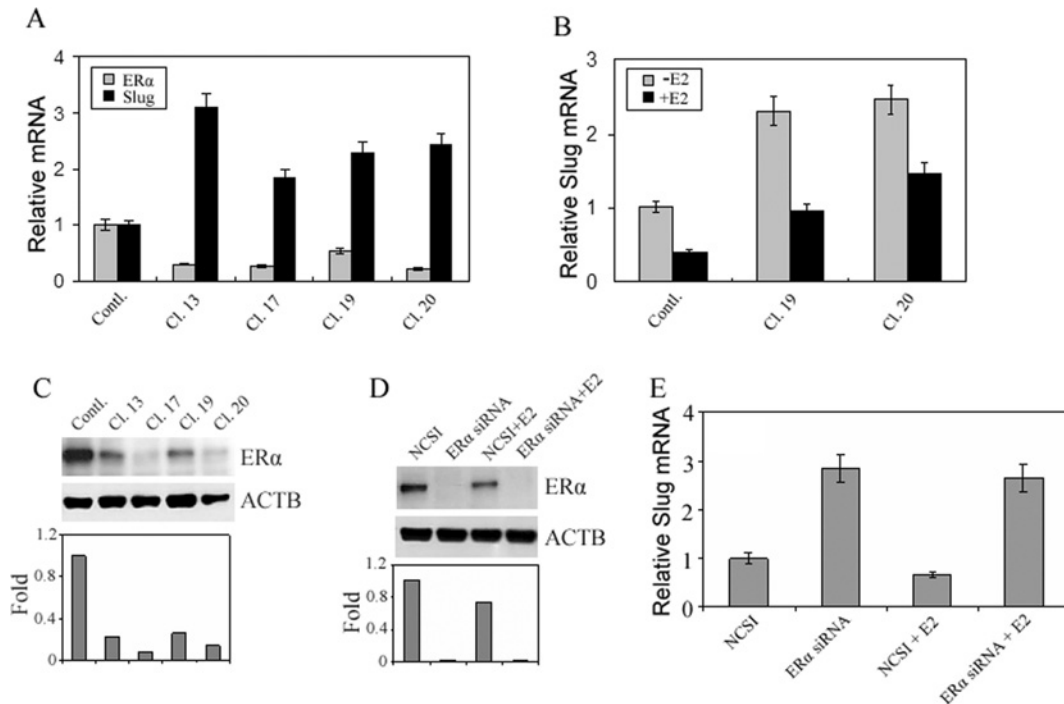 A
Relative mRNA
4
3
2
1
0
ERα
Slug
Contl.
Cl. 13
Cl. 17
Cl. 19
Cl. 20
B
Relative Slug mRNA
3
2
1
0
-E2
+E2
Contl.
Cl. 19
Cl. 20
C
Contl.
Cl. 13
Cl. 17
Cl. 19
Cl. 20
ERα
ACTB
Fold
1.2
0.8
0.4
0
D
NCSI
ERα siRNA
NCSI+E2
ERα siRNA+E2
ERα
ACTB
Fold
1.2
0.8
0.4
0
E
Relative Slug mRNA
4
3
2
1
0
NCSI
ERα siRNA
NCSI + E2
ERα siRNA + E2